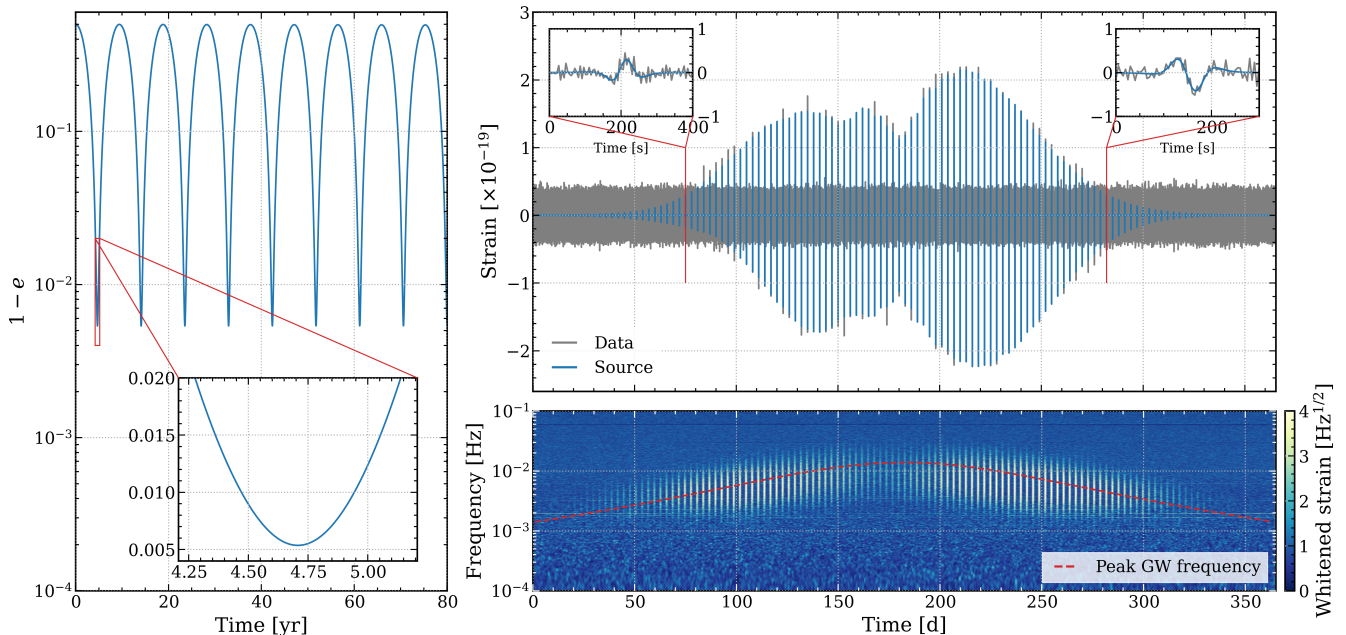 10⁻¹
10⁻²
10⁻³
10⁻⁴
1 − e
0 20 40 60 80
Time [yr]
0.020
0.015
0.010
0.005
4.25 4.50 4.75 5.00
2
1
0
−1
−2
Strain [×10⁻¹⁹]
1
0
−1
0 200 400
Time [s]
1
0
−1
0 200
Time [s]
Data
Source
10⁻¹
10⁻²
10⁻³
10⁻⁴
Frequency [Hz]
Peak GW frequency
0 50 100 150 200 250 300 350
Time [d]
4
3
2
1
0
Whitened strain [Hz^{1/2}]